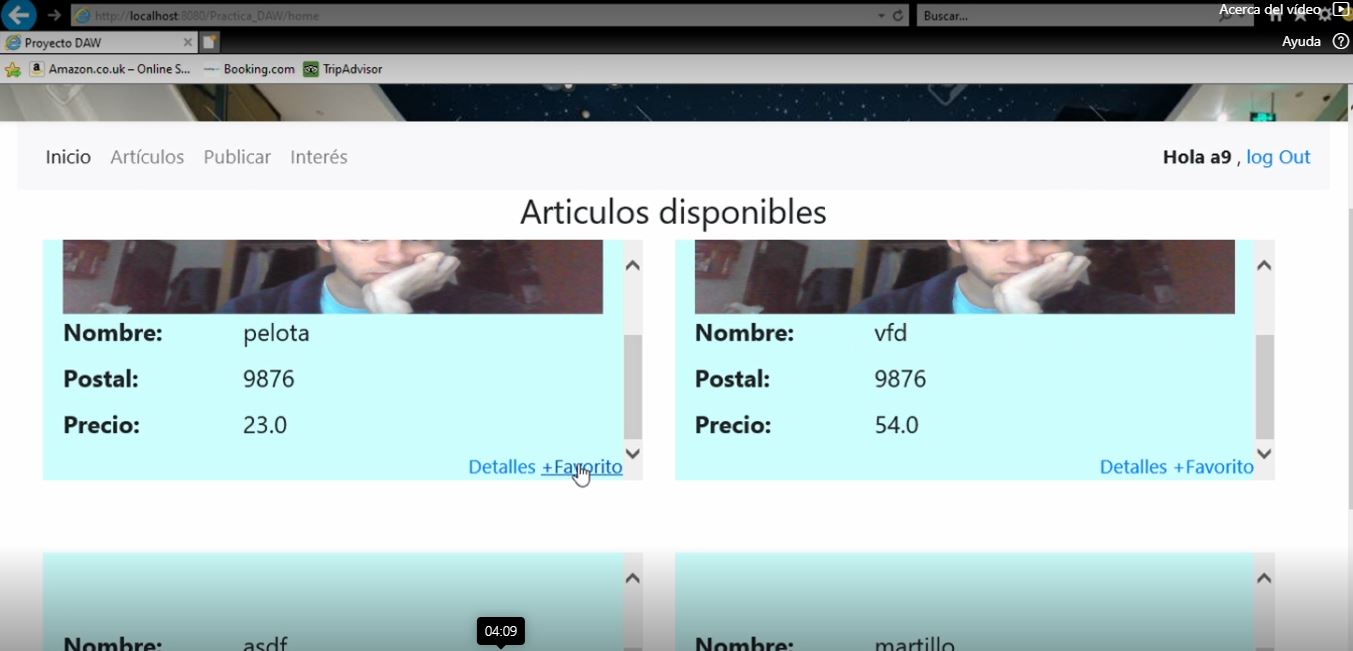 http://localhost:8080/Practica_DAW/home
Buscar...
Acerca del vídeo
Proyecto DAW
Ayuda
Amazon.co.uk – Online S...
Booking.com
TripAdvisor
Inicio Artículos Publicar Interés
Hola a9 , log Out
Articulos disponibles
Nombre: pelota
Postal: 9876
Precio: 23.0
Detalles +Favorito
Nombre: vfd
Postal: 9876
Precio: 54.0
Detalles +Favorito
Nombre: asdf
Nombre: martillo
04:09